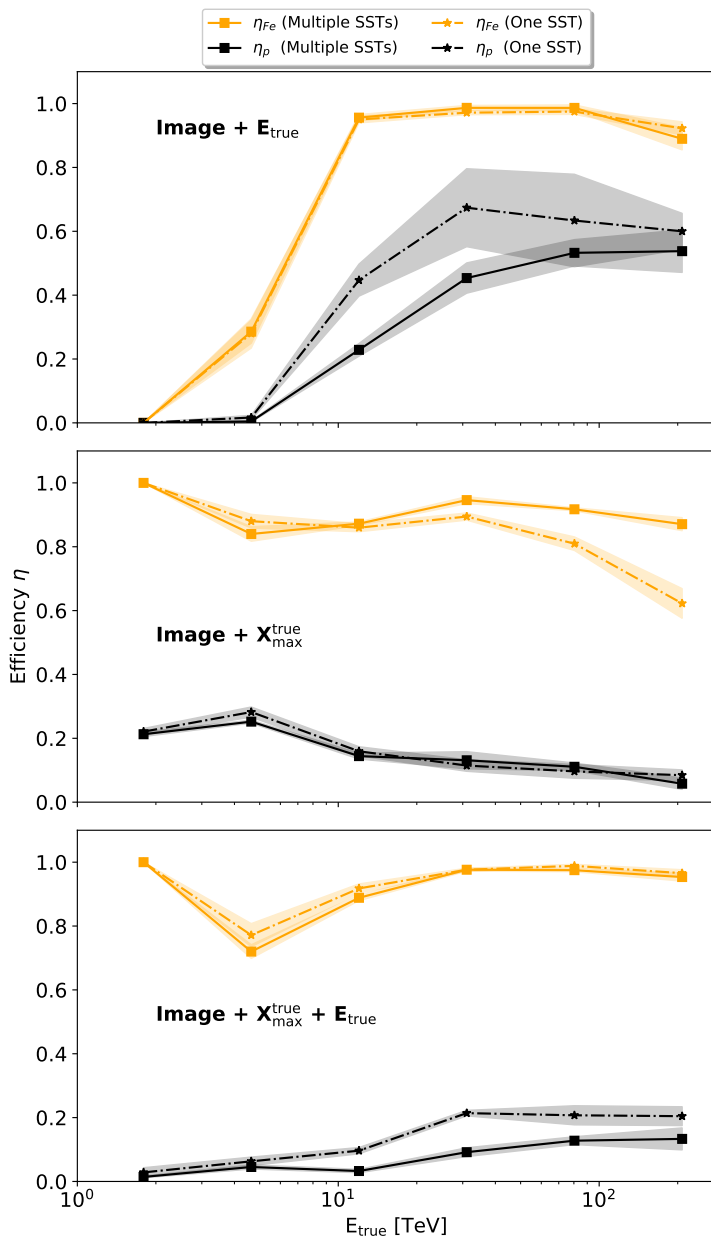 η_Fe (Multiple SSTs) η_Fe (One SST)
η_p (Multiple SSTs) η_p (One SST)
1.0
Image + E_true
0.8
0.6
0.4
0.2
0.0
1.0
0.8
0.6
Image + X_max^true
0.4
0.2
0.0
Efficiency η
1.0
0.8
0.6
Image + X_max^true + E_true
0.4
0.2
0.0
10^0 10^1 10^2
E_true [TeV]